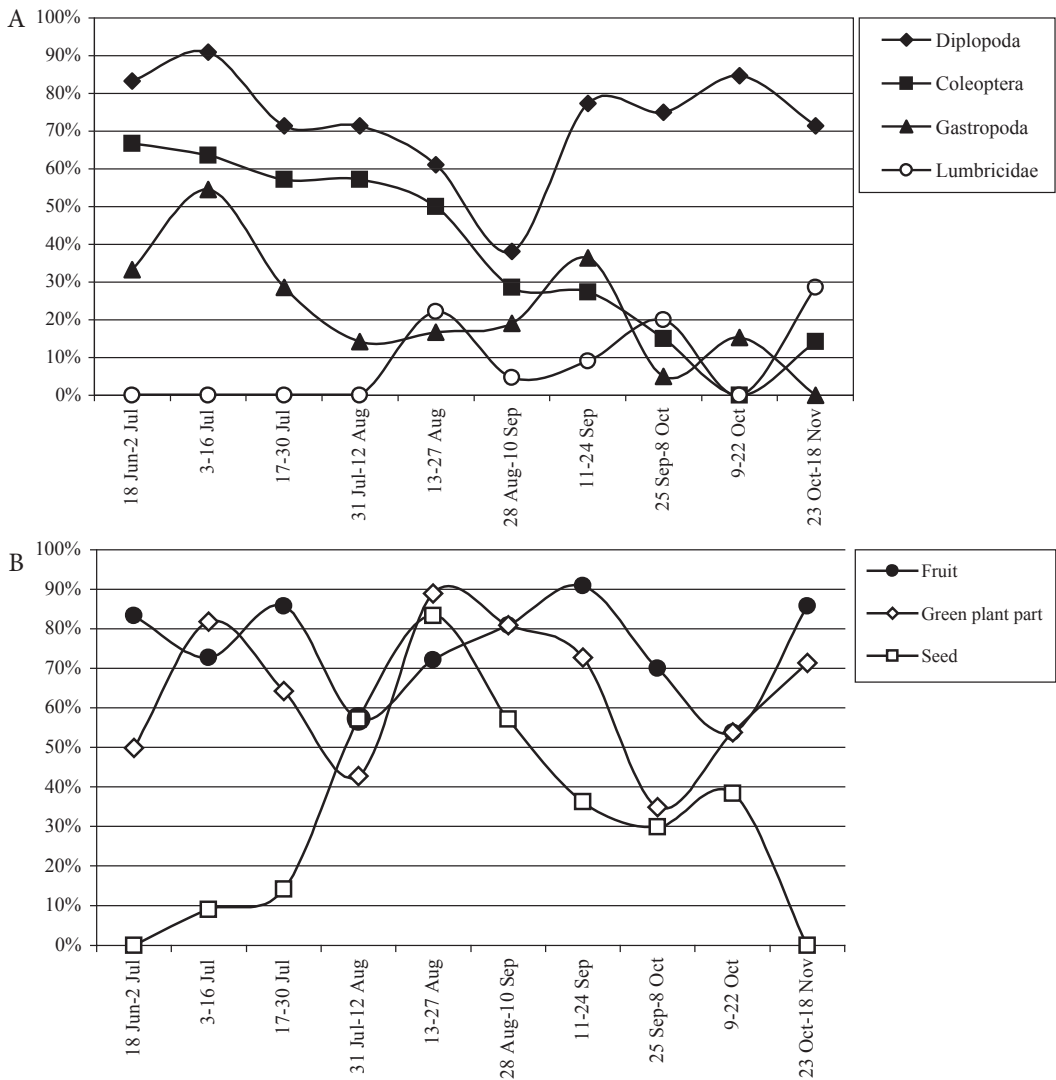 A
100%
90%
80%
70%
60%
50%
40%
30%
20%
10%
0%
18 Jun-2 Jul
3-16 Jul
17-30 Jul
31 Jul-12 Aug
13-27 Aug
28 Aug-10 Sep
11-24 Sep
25 Sep-8 Oct
9-22 Oct
23 Oct-18 Nov
Diplopoda
Coleoptera
Gastropoda
Lumbricidae
B
100%
90%
80%
70%
60%
50%
40%
30%
20%
10%
0%
18 Jun-2 Jul
3-16 Jul
17-30 Jul
31 Jul-12 Aug
13-27 Aug
28 Aug-10 Sep
11-24 Sep
25 Sep-8 Oct
9-22 Oct
23 Oct-18 Nov
Fruit
Green plant part
Seed